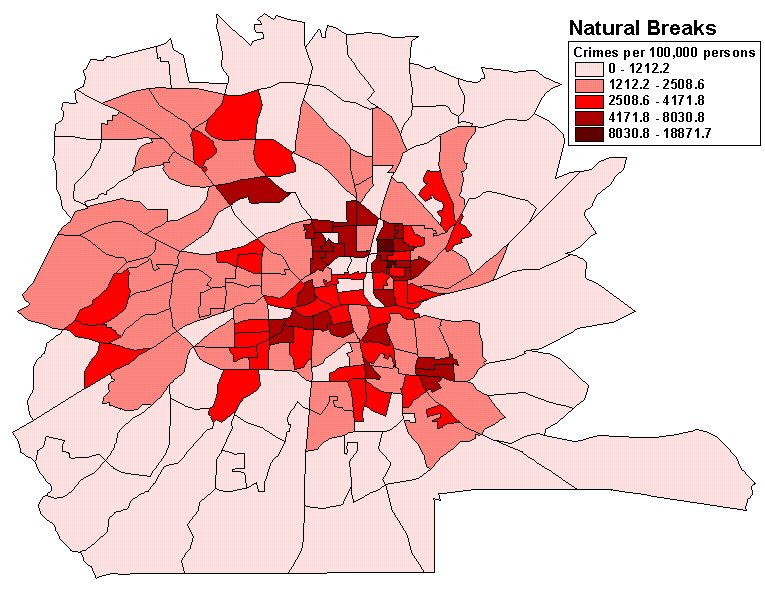 Natural Breaks
Crimes per 100,000 persons
0 - 1212.2
1212.2 - 2508.6
2508.6 - 4171.8
4171.8 - 8030.8
8030.8 - 18871.7